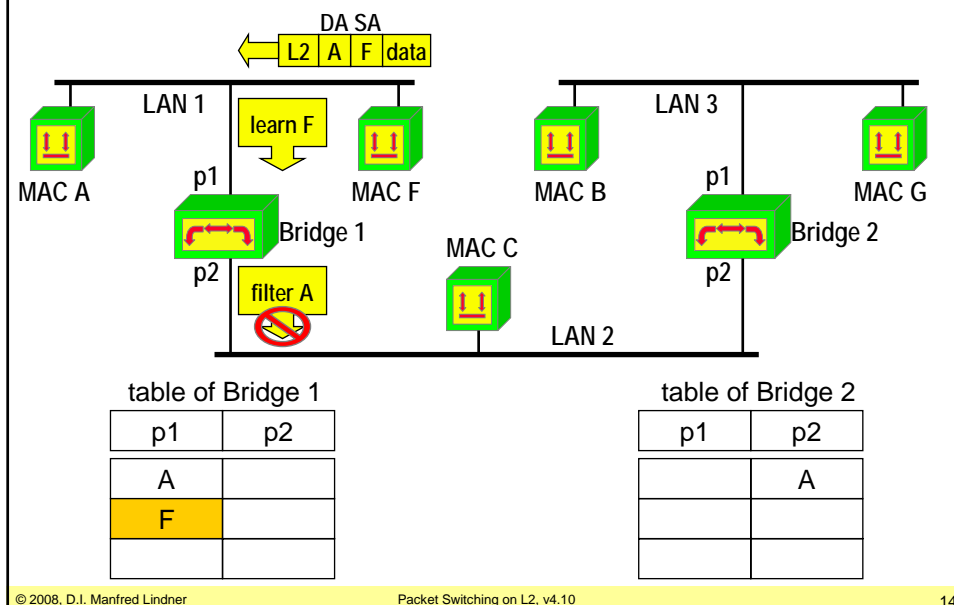 DA SA
L2 A F data
LAN 1
LAN 3
learn F
MAC A
p1
MAC F
MAC B
p1
MAC G
Bridge 1
Bridge 2
MAC C
p2
p2
filter A
LAN 2
table of Bridge 1
p1 p2
A
F
table of Bridge 2
p1 p2
A
© 2008, D.I. Manfred Lindner
Packet Switching on L2, v4.10
14